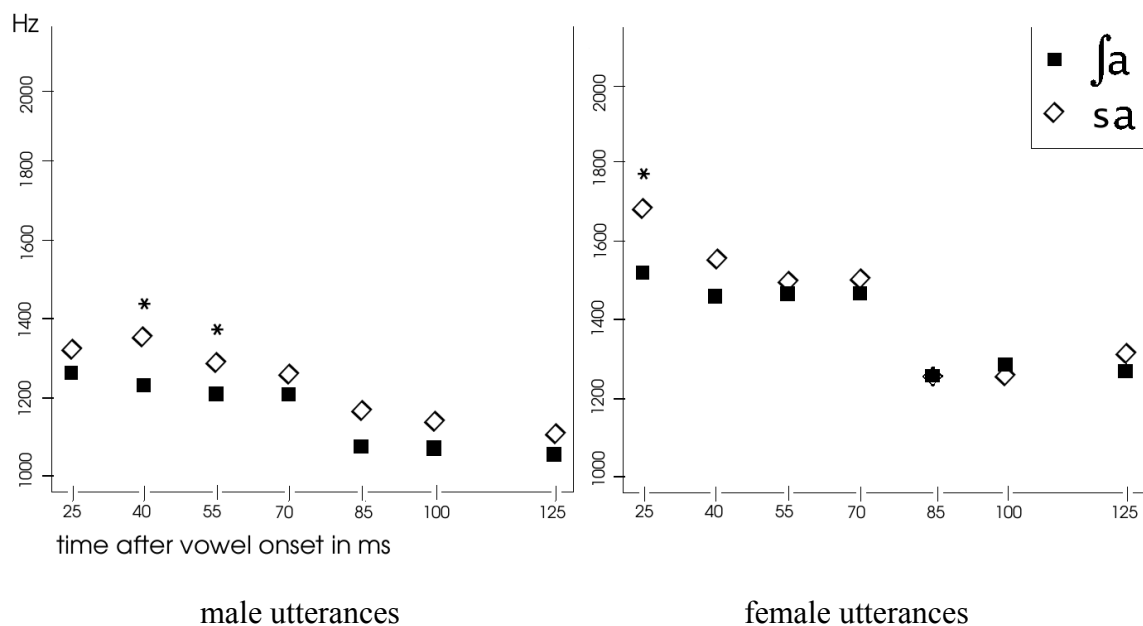 Hz
2000
1800
1600
1400
1200
1000
25 40 55 70 85 100 125
time after vowel onset in ms
* *
2000
1800
1600
1400
1200
1000
25 40 55 70 85 100 125
*
ʃa
sa
male utterances
female utterances